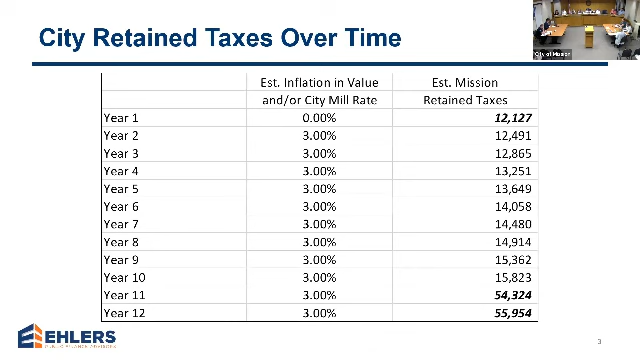 City Retained Taxes Over Time
City of Mission
Est. Inflation in Value Est. Mission
and/or City Mill Rate Retained Taxes
Year 1 0.00% 12,127
Year 2 3.00% 12,491
Year 3 3.00% 12,865
Year 4 3.00% 13,251
Year 5 3.00% 13,649
Year 6 3.00% 14,058
Year 7 3.00% 14,480
Year 8 3.00% 14,914
Year 9 3.00% 15,362
Year 10 3.00% 15,823
Year 11 3.00% 54,324
Year 12 3.00% 55,954
EHLERS
PUBLIC FINANCE ADVISORS
3